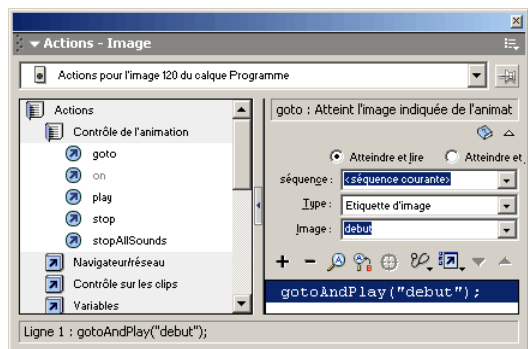 Actions - Image
Actions pour l'image 120 du calque Programme
Actions
Contrôle de l'animation
goto
on
play
stop
stopAllSounds
Navigateur/réseau
Contrôle sur les clips
Variables
goto : Atteint l'image indiquée de l'animat
Atteindre et lire
Atteindre et
séquence :
<séquence courante>
Type :
Etiquette d'image
Image :
debut
gotoAndPlay("debut");
Ligne 1 : gotoAndPlay("debut");